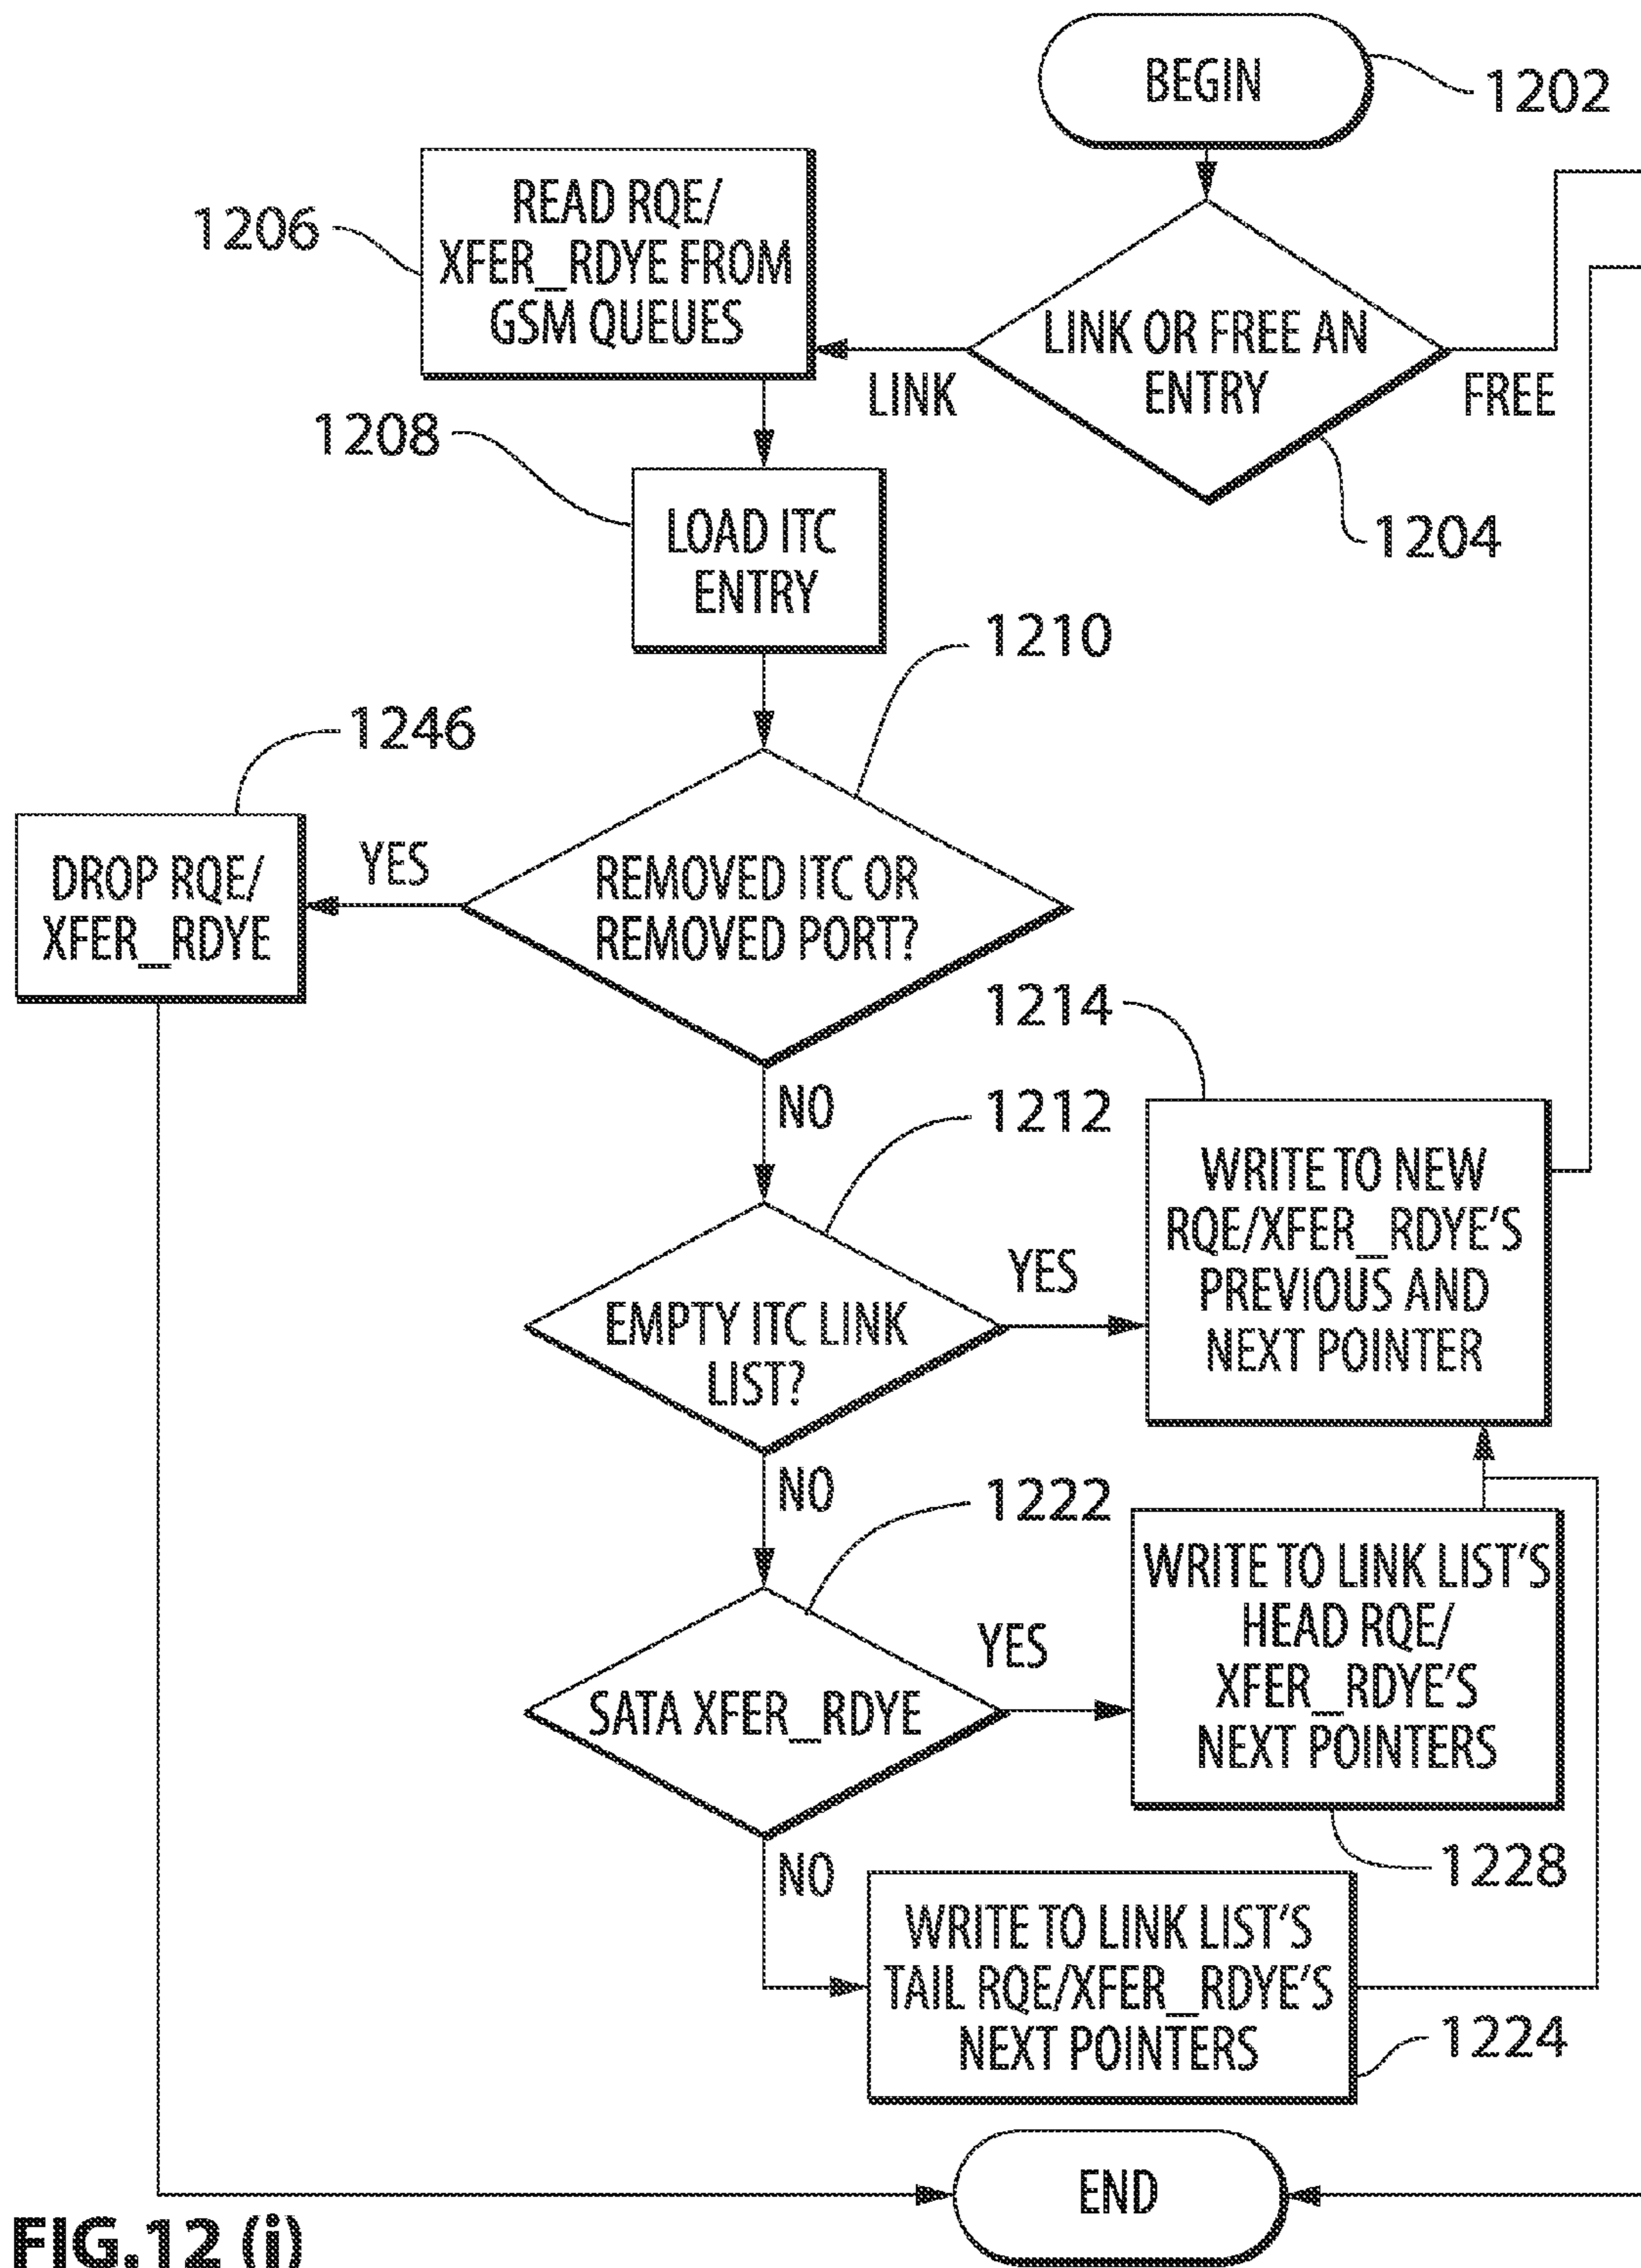 BEGIN
1202
READ RQE/
XFER_RDYE FROM
GSM QUEUES
1206
LINK OR FREE AN
ENTRY
LINK
FREE
1204
1208
LOAD ITC
ENTRY
1210
1246
REMOVED ITC OR
REMOVED PORT?
YES
DROP RQE/
XFER_RDYE
NO
1214
1212
WRITE TO NEW
RQE/XFER_RDYE'S
PREVIOUS AND
NEXT POINTER
EMPTY ITC LINK
LIST?
YES
NO
1222
WRITE TO LINK LIST'S
HEAD RQE/
XFER_RDYE'S
NEXT POINTERS
YES
SATA XFER_RDYE
1228
NO
WRITE TO LINK LIST'S
TAIL RQE/XFER_RDYE'S
NEXT POINTERS
1224
END
FIG.12 (i)